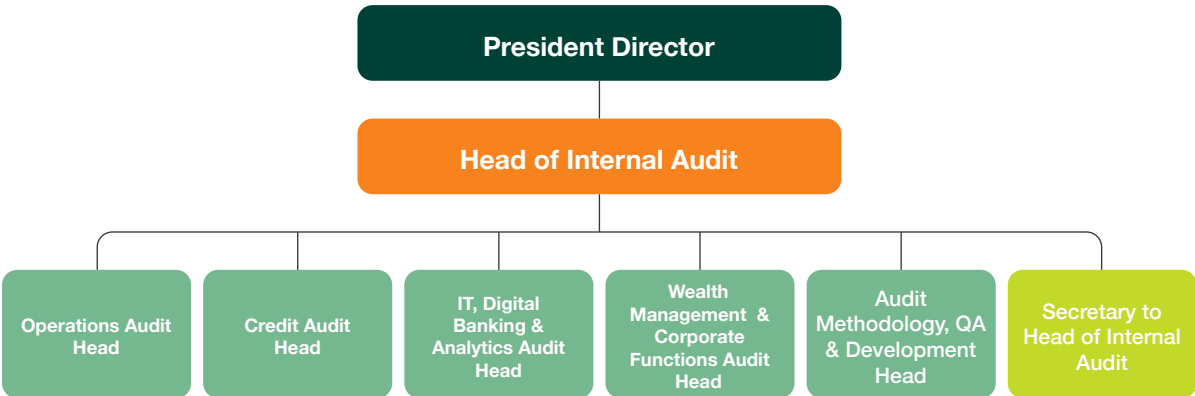 President Director
Head of Internal Audit
Operations Audit
Head
Credit Audit
Head
IT, Digital
Banking &
Analytics Audit
Head
Wealth
Management &
Corporate
Functions Audit
Head
Audit
Methodology, QA
& Development
Head
Secretary to
Head of Internal
Audit